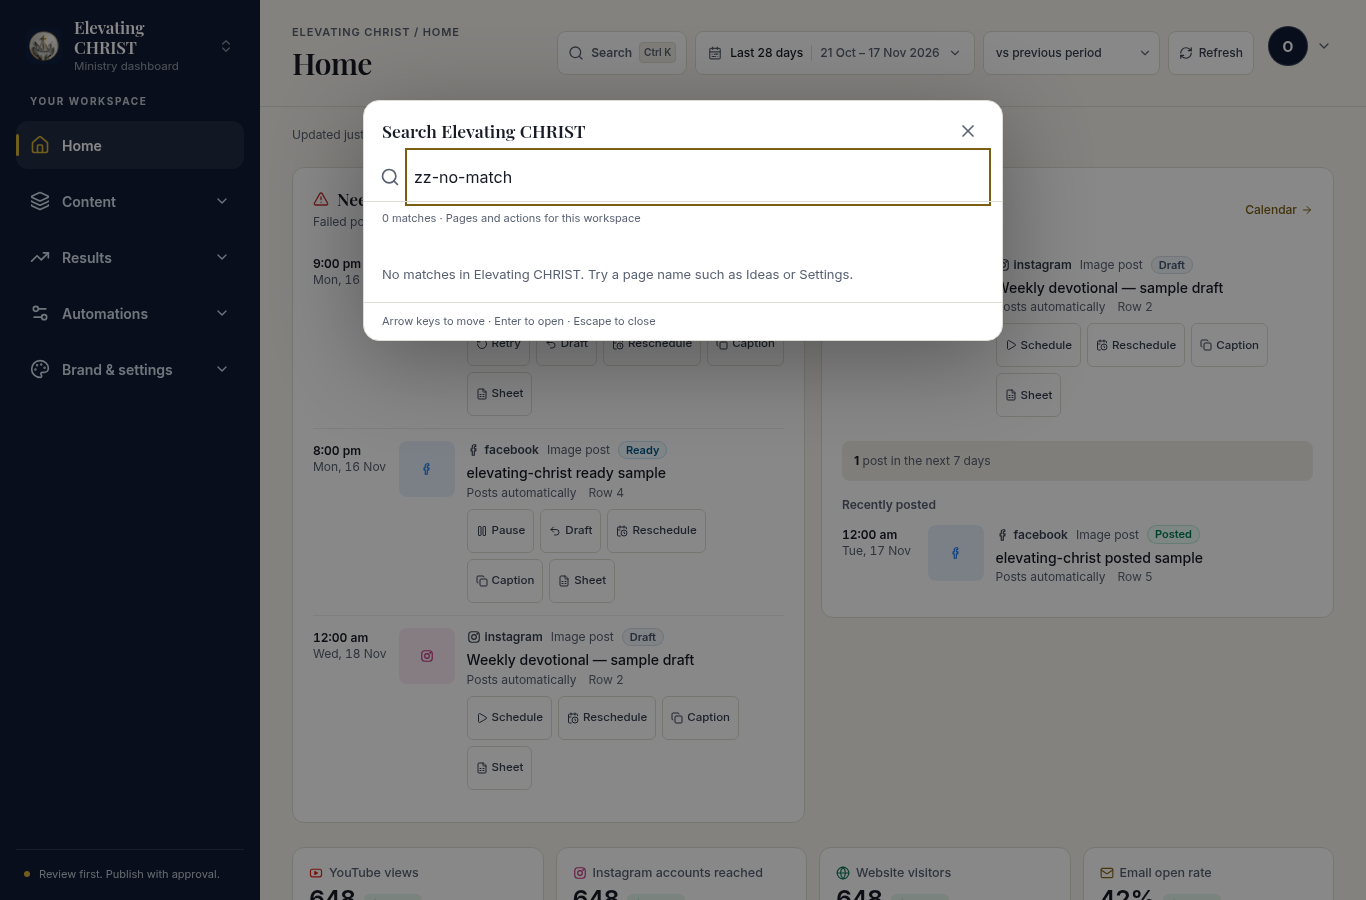 Elevating
CHRIST
Ministry dashboard
YOUR WORKSPACE
Home
Content
Results
Automations
Brand & settings
Review first. Publish with approval.
ELEVATING CHRIST / HOME
Home
Search Ctrl K
Last 28 days 21 Oct – 17 Nov 2026
vs previous period
Refresh
O
Updated just
Search Elevating CHRIST
zz-no-match
0 matches · Pages and actions for this workspace
No matches in Elevating CHRIST. Try a page name such as Ideas or Settings.
Arrow keys to move · Enter to open · Escape to close
Failed
9:00 pm
Mon, 16
Retry Draft Reschedule Caption
Sheet
8:00 pm
Mon, 16 Nov
facebook Image post Ready
elevating-christ ready sample
Posts automatically Row 4
Pause Draft Reschedule
Caption Sheet
12:00 am
Wed, 18 Nov
instagram Image post Draft
Weekly devotional — sample draft
Posts automatically Row 2
Schedule Reschedule Caption
Sheet
Calendar →
instagram Image post Draft
Weekly devotional — sample draft
Posts automatically Row 2
Schedule Reschedule Caption
Sheet
1 post in the next 7 days
Recently posted
12:00 am
Tue, 17 Nov
facebook Image post Posted
elevating-christ posted sample
Posts automatically Row 5
YouTube views
648
Instagram accounts reached
648
Website visitors
648
Email open rate
42%